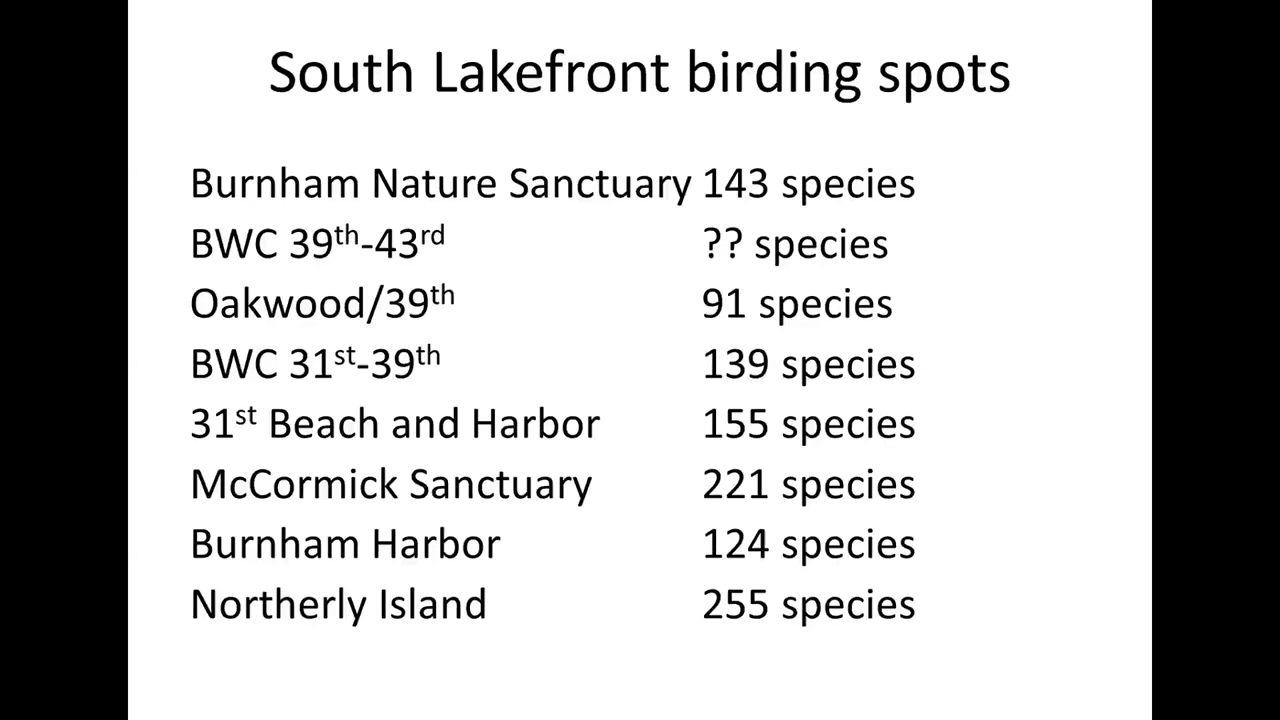 South Lakefront birding spots
Burnham Nature Sanctuary 143 species
BWC 39th-43rd ?? species
Oakwood/39th 91 species
BWC 31st-39th 139 species
31st Beach and Harbor 155 species
McCormick Sanctuary 221 species
Burnham Harbor 124 species
Northerly Island 255 species